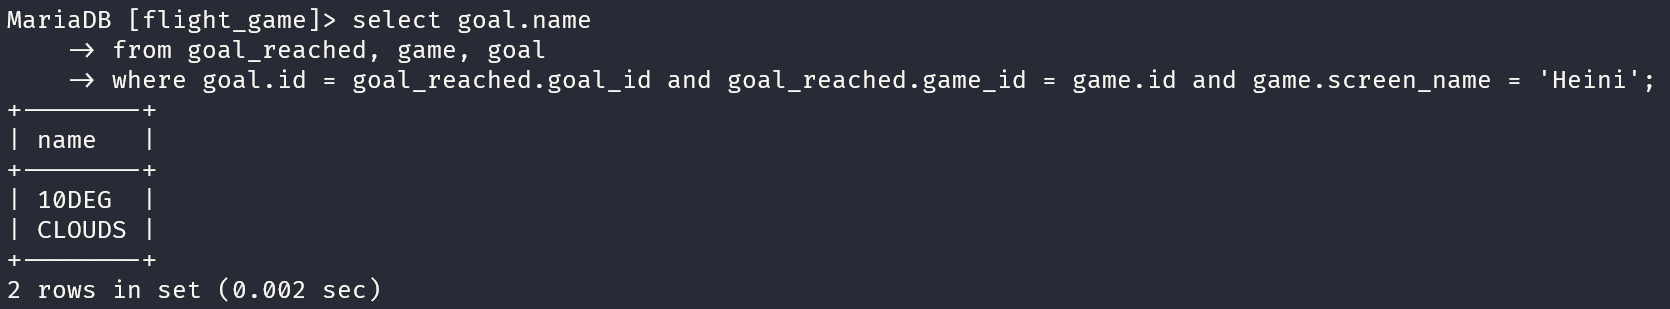 MariaDB [flight_game]> select goal.name
    -> from goal_reached, game, goal
    -> where goal.id = goal_reached.goal_id and goal_reached.game_id = game.id and game.screen_name = 'Heini';
+--------+
| name   |
+--------+
| 10DEG  |
| CLOUDS |
+--------+
2 rows in set (0.002 sec)